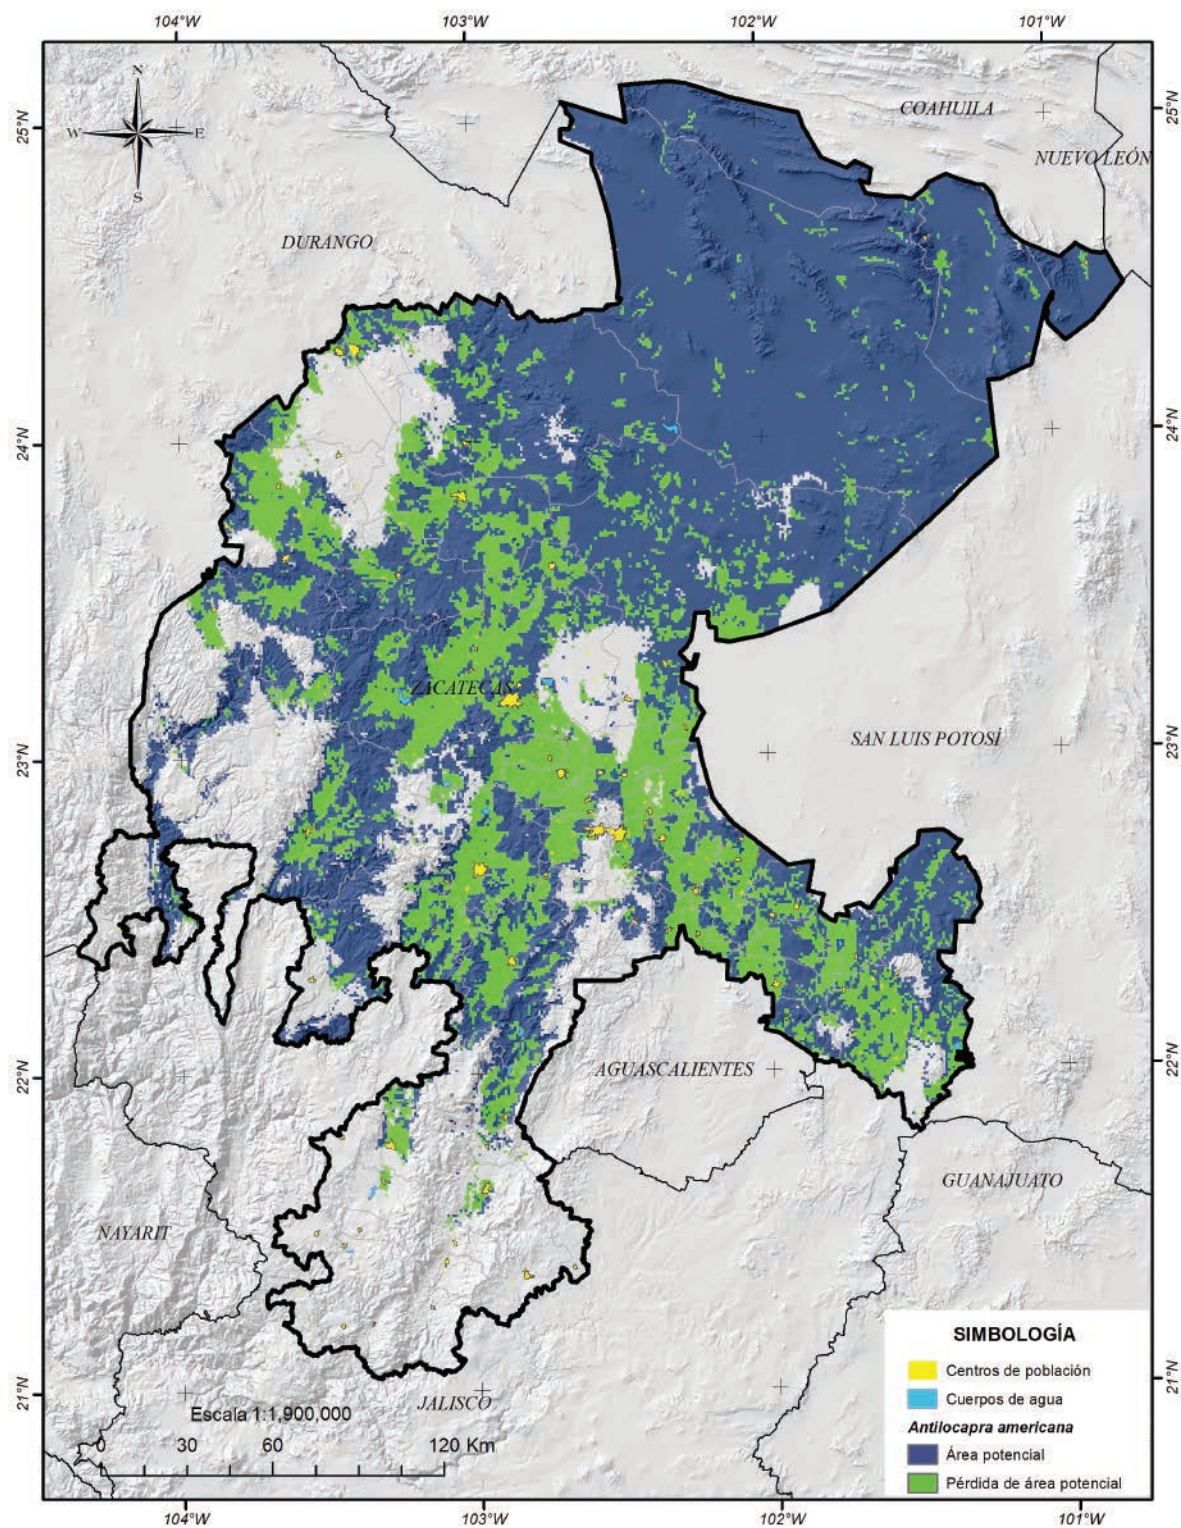 104°W 103°W 102°W 101°W
N
W E
S
25°N 25°N
COAHUILA
NUEVO LEÓN
DURANGO
24°N 24°N
ZACATECAS
SAN LUIS POTOSÍ
23°N 23°N
22°N 22°N
AGUASCALIENTES
GUANAJUATO
NAYARIT
21°N 21°N
JALISCO
Escala 1:1,900,000
0 30 60 120 Km
SIMBOLOGÍA
Centros de población
Cuerpos de agua
Antilocapra americana
Área potencial
Pérdida de área potencial
104°W 103°W 102°W 101°W